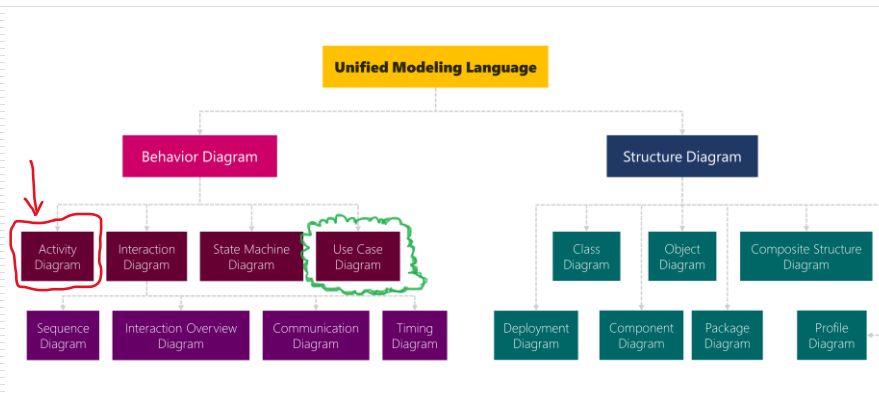 Unified Modeling Language
Behavior Diagram
Structure Diagram
Activity
Diagram
Interaction
Diagram
State Machine
Diagram
Use Case
Diagram
Class
Diagram
Object
Diagram
Composite Structure
Diagram
Sequence
Diagram
Interaction Overview
Diagram
Communication
Diagram
Timing
Diagram
Deployment
Diagram
Component
Diagram
Package
Diagram
Profile
Diagram